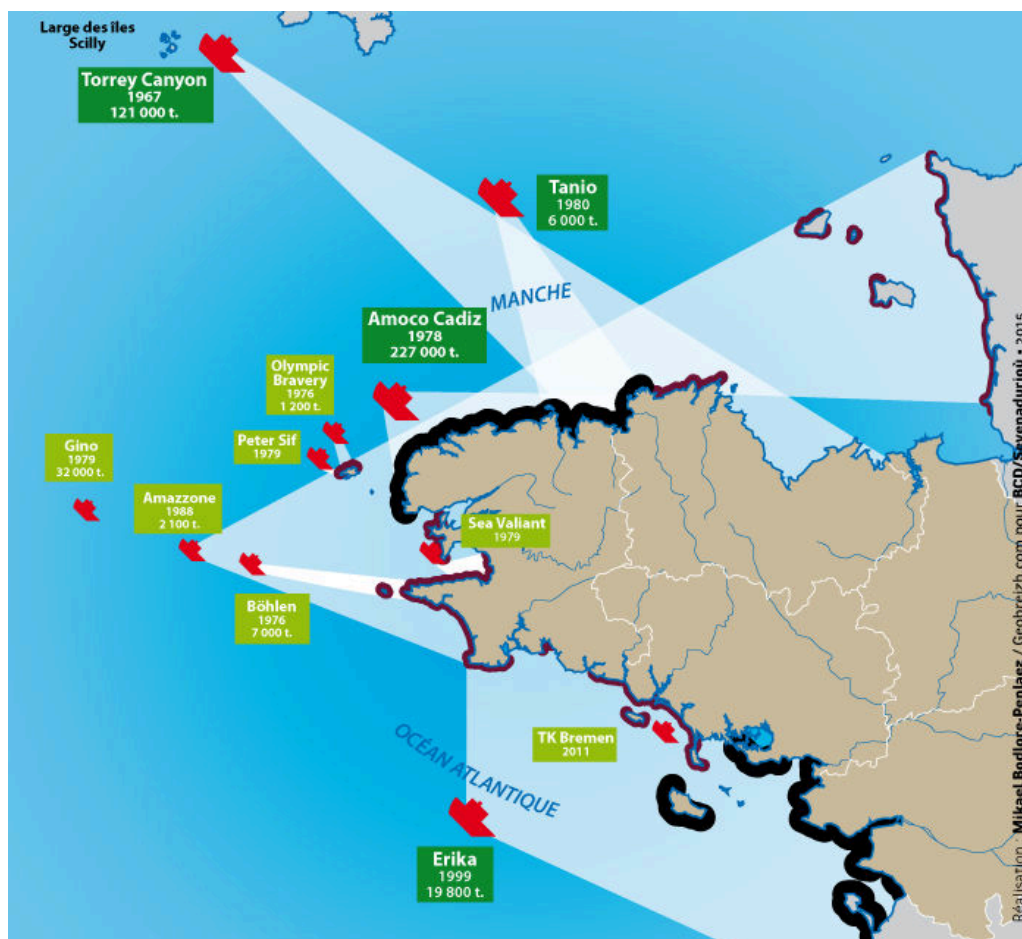 Large des îles
Scilly
Torrey Canyon
1967
121 000 t.
Tanio
1980
6 000 t.
MANCHE
Amoco Cadiz
1978
227 000 t.
Olympic
Bravery
1976
1 200 t.
Peter Sif
1979
Gino
1979
32 000 t.
Amazzone
1988
2 100 t.
Sea Valiant
1979
Böhlen
1976
7 000 t.
TK Bremen
2011
OCÉAN ATLANTIQUE
Erika
1999
19 800 t.
Réalisation : Mikael Bodlore-Penlaez / Geobreizh.com pour BCD/Sevenadurioù • 2015